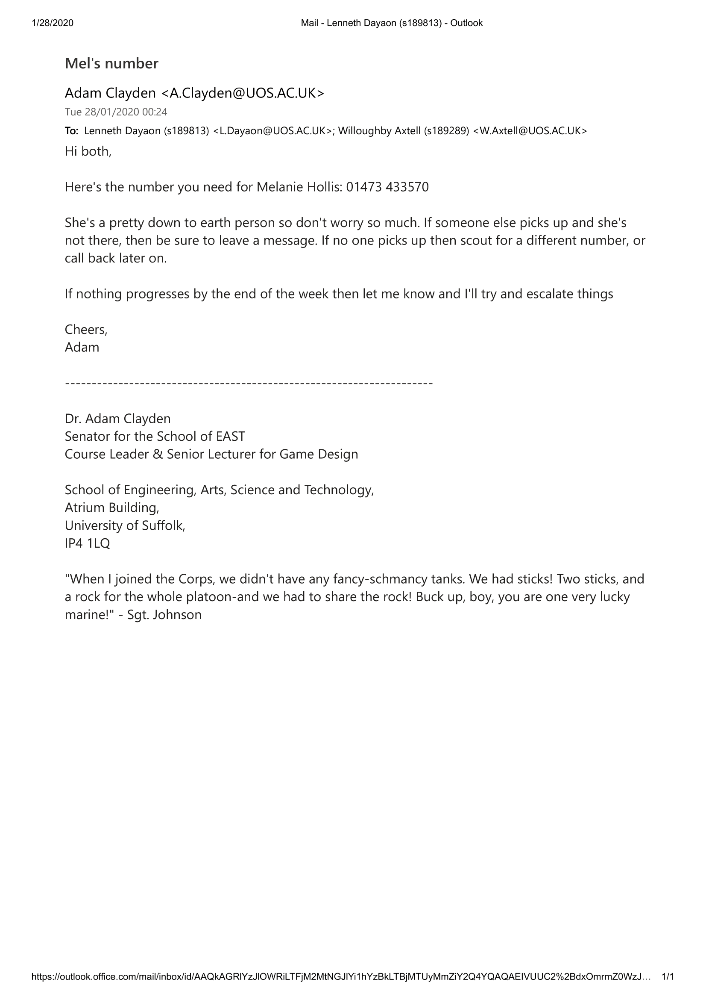 1/28/2020 Mail - Lenneth Dayaon (s189813) - Outlook
Mel's number
Adam Clayden <A.Clayden@UOS.AC.UK>
Tue 28/01/2020 00:24
To: Lenneth Dayaon (s189813) <L.Dayaon@UOS.AC.UK>; Willoughby Axtell (s189289) <W.Axtell@UOS.AC.UK>
Hi both,
Here's the number you need for Melanie Hollis: 01473 433570
She's a pretty down to earth person so don't worry so much. If someone else picks up and she's
not there, then be sure to leave a message. If no one picks up then scout for a different number, or
call back later on.
If nothing progresses by the end of the week then let me know and I'll try and escalate things
Cheers,
Adam
---------------------------------------------------------------------
Dr. Adam Clayden
Senator for the School of EAST
Course Leader & Senior Lecturer for Game Design
School of Engineering, Arts, Science and Technology,
Atrium Building,
University of Suffolk,
IP4 1LQ
"When I joined the Corps, we didn't have any fancy-schmancy tanks. We had sticks! Two sticks, and
a rock for the whole platoon-and we had to share the rock! Buck up, boy, you are one very lucky
marine!" - Sgt. Johnson
https://outlook.office.com/mail/inbox/id/AAQkAGRlYzJlOWRiLTFjM2MtNGJlYi1hYzBkLTBjMTUyMmZiY2Q4YQAQAEIVUUC2%2BdxOmrmZ0WzJ… 1/1